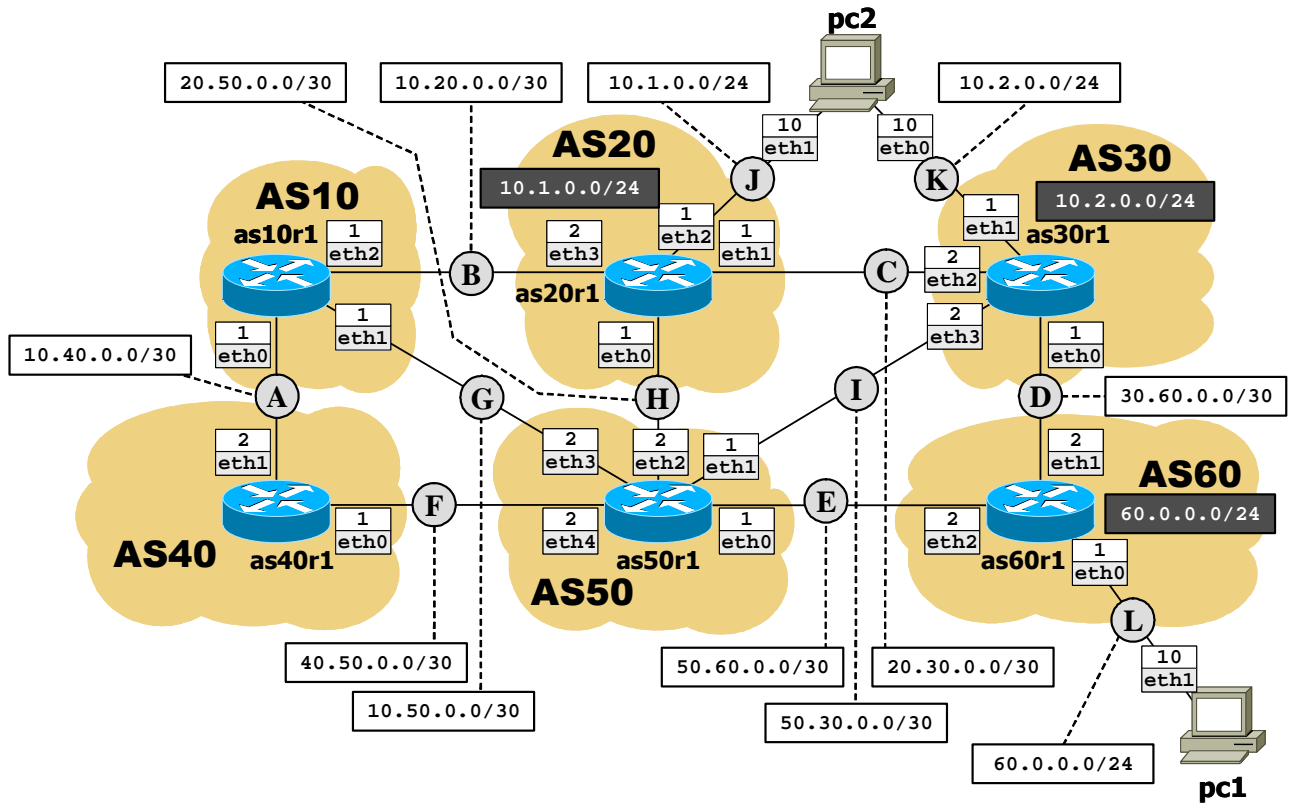 pc2
20.50.0.0/30
10.20.0.0/30
10.1.0.0/24
10.2.0.0/24
10
eth1
10
eth0
AS20
AS30
J
K
10.1.0.0/24
10.2.0.0/24
AS10
as10r1
1
eth2
B
2
eth3
as20r1
1
eth2
1
eth1
C
2
eth2
1
eth1
as30r1
10.40.0.0/30
1
eth0
1
eth1
1
eth0
2
eth3
1
eth0
A
G
H
I
D
30.60.0.0/30
2
eth1
2
eth3
2
eth2
1
eth1
2
eth1
AS60
60.0.0.0/24
AS40
as40r1
1
eth0
F
2
eth4
as50r1
AS50
1
eth0
E
2
eth2
as60r1
1
eth0
L
40.50.0.0/30
50.60.0.0/30
20.30.0.0/30
10
eth1
10.50.0.0/30
50.30.0.0/30
60.0.0.0/24
pc1